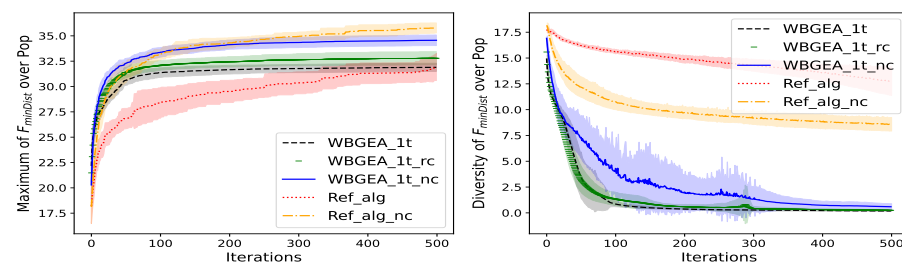 Maximum of F_minDist over Pop
35.0
32.5
30.0
27.5
25.0
22.5
20.0
17.5
0
100
200
300
400
500
Iterations
WBGEA_1t
WBGEA_1t_rc
WBGEA_1t_nc
Ref_alg
Ref_alg_nc
Diversity of F_minDist over Pop
17.5
15.0
12.5
10.0
7.5
5.0
2.5
0.0
0
100
200
300
400
500
Iterations
WBGEA_1t
WBGEA_1t_rc
WBGEA_1t_nc
Ref_alg
Ref_alg_nc